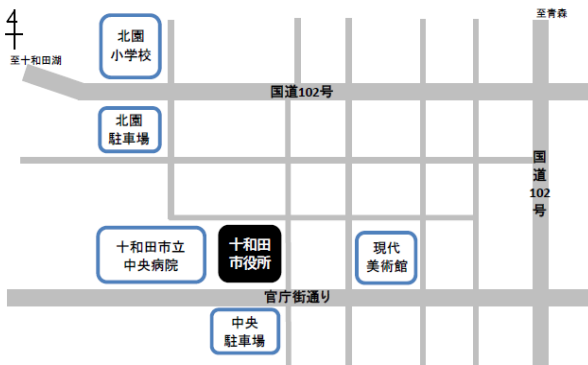 至青森
至十和田湖
北園
小学校
国道102号
北園
駐車場
国
道
102
号
十和田市立
中央病院
十和田
市役所
現代
美術館
官庁街通り
中央
駐車場